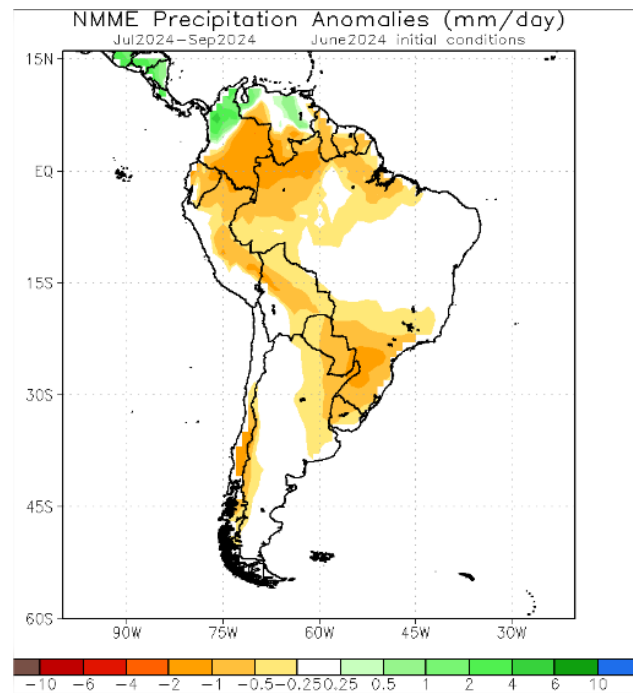 NMME Precipitation Anomalies (mm/day)
Jul2024-Sep2024 June2024 initial conditions
15N
EQ
15S
30S
45S
60S
90W 75W 60W 45W 30W
-10 -6 -4 -2 -1 -0.5 -0.25 0.25 0.5 1 2 4 6 10